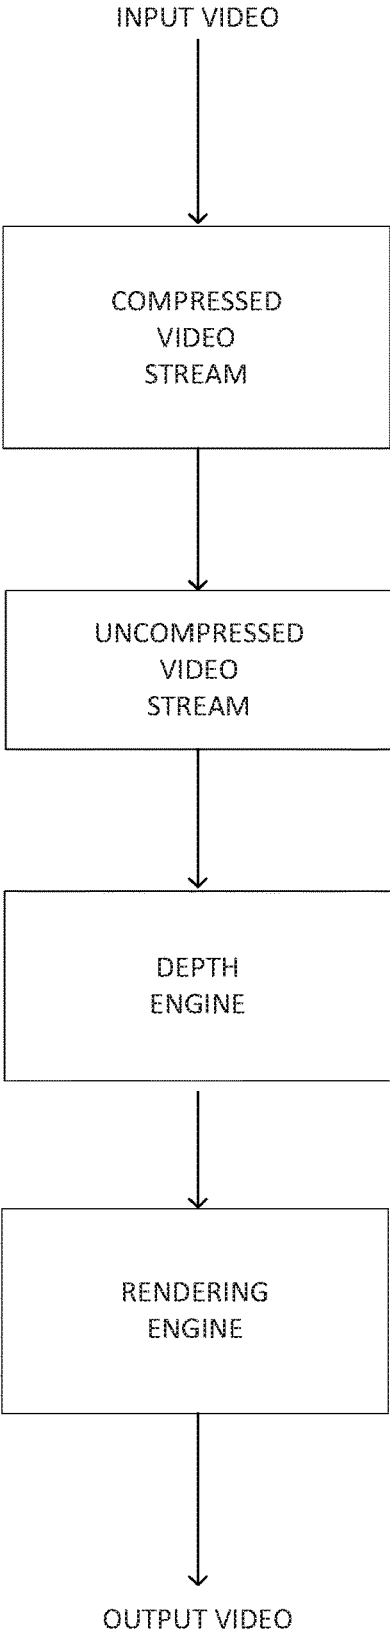 INPUT VIDEO
COMPRESSED
VIDEO
STREAM
UNCOMPRESSED
VIDEO
STREAM
DEPTH
ENGINE
RENDERING
ENGINE
OUTPUT VIDEO